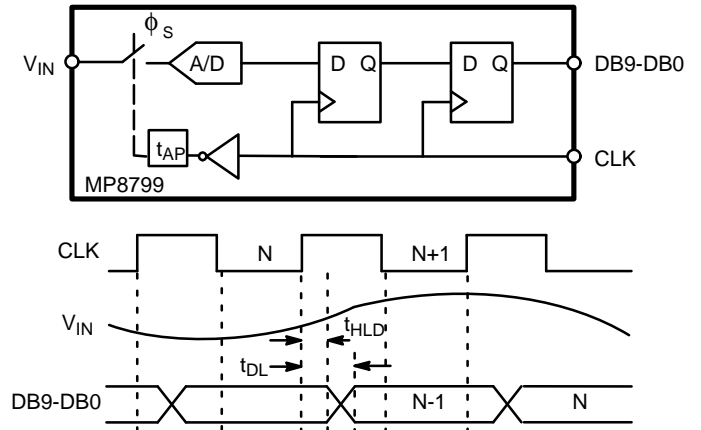 ϕS
VIN
A/D
D Q
D Q
DB9-DB0
tAP
CLK
MP8799
CLK
N
N+1
VIN
tHLD
tDL
DB9-DB0
N-1
N